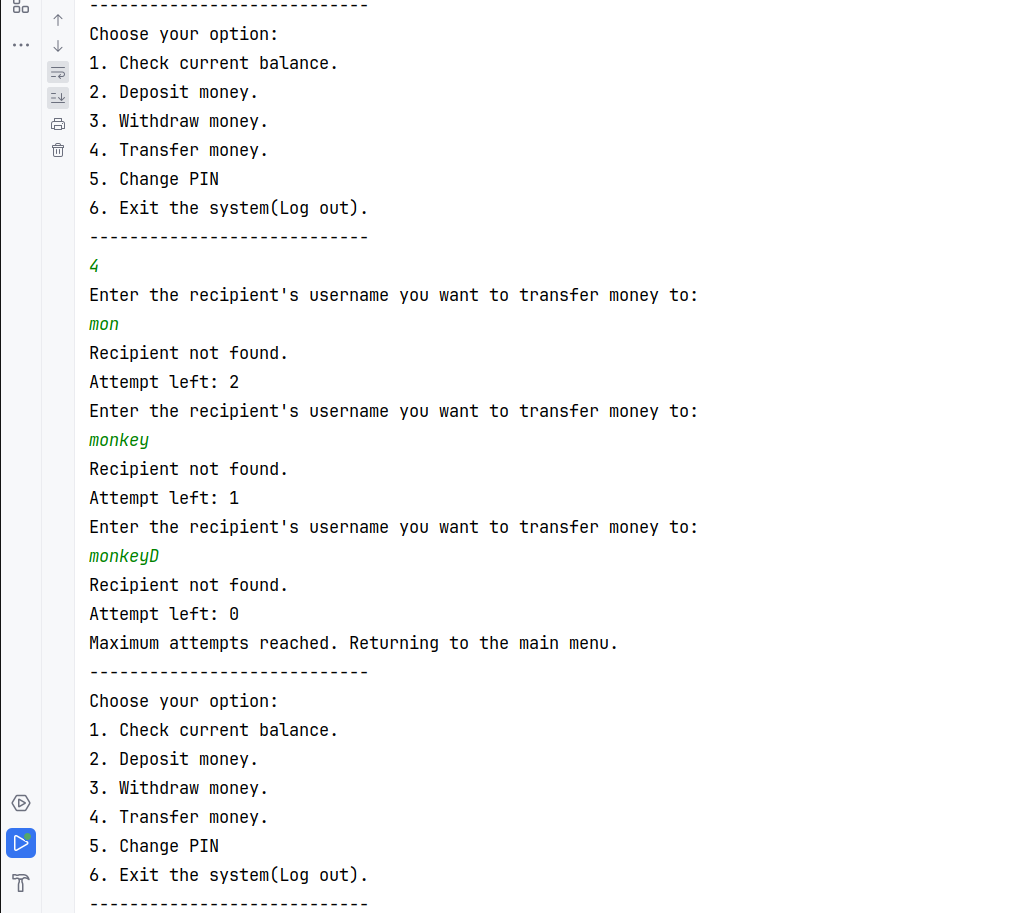 ----------------------------
Choose your option:
1. Check current balance.
2. Deposit money.
3. Withdraw money.
4. Transfer money.
5. Change PIN
6. Exit the system(Log out).
----------------------------
4
Enter the recipient's username you want to transfer money to:
mon
Recipient not found.
Attempt left: 2
Enter the recipient's username you want to transfer money to:
monkey
Recipient not found.
Attempt left: 1
Enter the recipient's username you want to transfer money to:
monkeyD
Recipient not found.
Attempt left: 0
Maximum attempts reached. Returning to the main menu.
----------------------------
Choose your option:
1. Check current balance.
2. Deposit money.
3. Withdraw money.
4. Transfer money.
5. Change PIN
6. Exit the system(Log out).
----------------------------